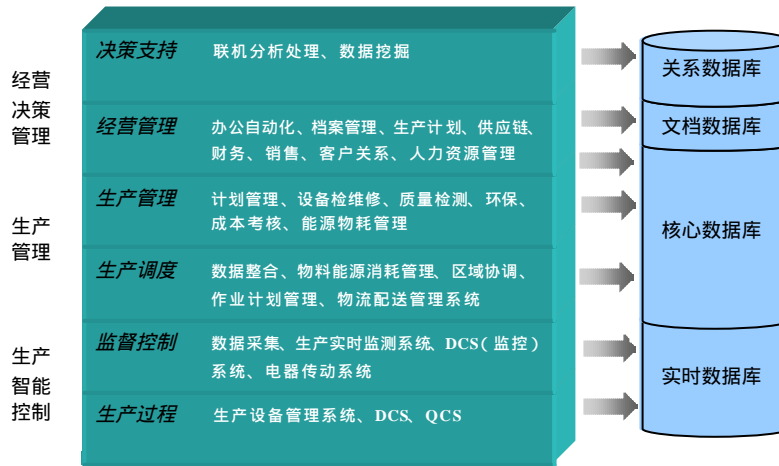 经营
决策
管理
生产
管理
生产
智能
控制
决策支持
联机分析处理、数据挖掘
经营管理
办公自动化、档案管理、生产计划、供应链、
财务、销售、客户关系、人力资源管理
生产管理
计划管理、设备检维修、质量检测、环保、
成本考核、能源物耗管理
生产调度
数据整合、物料能源消耗管理、区域协调、
作业计划管理、物流配送管理系统
监督控制
数据采集、生产实时监测系统、DCS（监控）
系统、电器传动系统
生产过程
生产设备管理系统、DCS、QCS
关系数据库
文档数据库
核心数据库
实时数据库